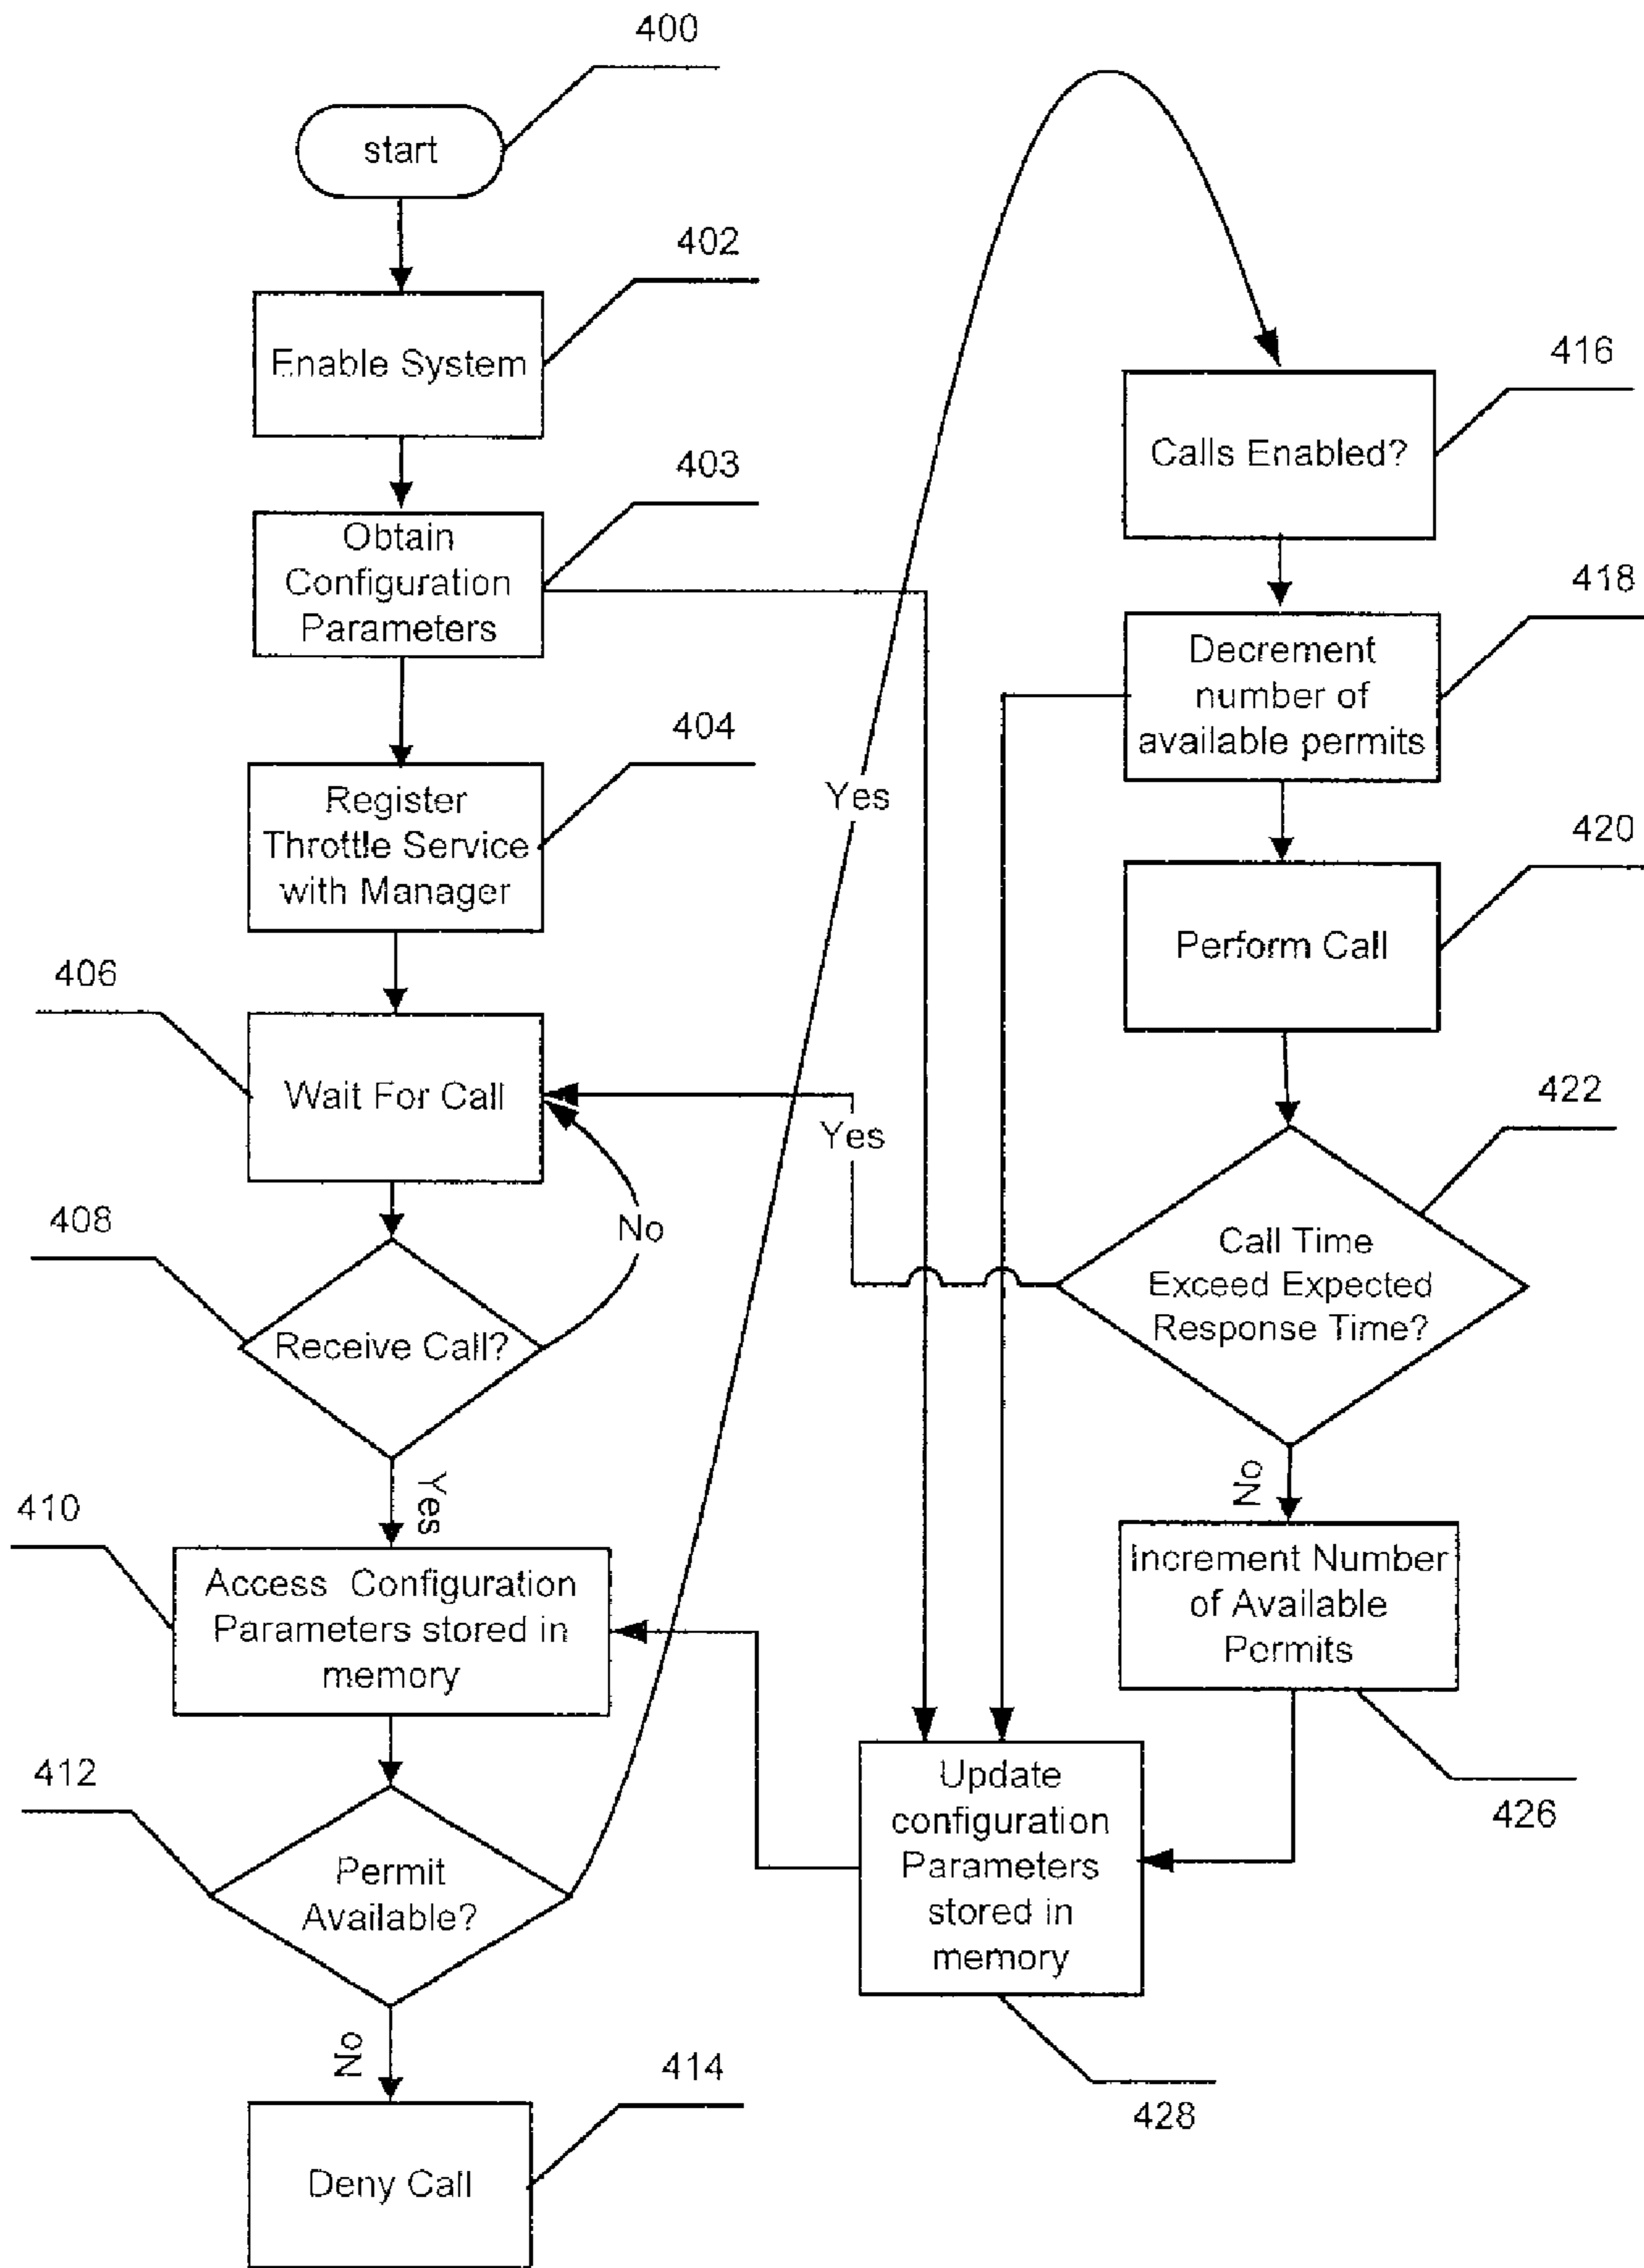 400
start
402
Enable System
403
Obtain
Configuration
Parameters
404
Register
Throttle Service
with Manager
406
Wait For Call
408
No
Receive Call?
Yes
410
Access Configuration
Parameters stored in
memory
412
Permit
Available?
No
414
Deny Call
Yes
Yes
416
Calls Enabled?
418
Decrement
number of
available permits
420
Perform Call
422
Call Time
Exceed Expected
Response Time?
No
Increment Number
of Available
Permits
426
Update
configuration
Parameters
stored in
memory
428